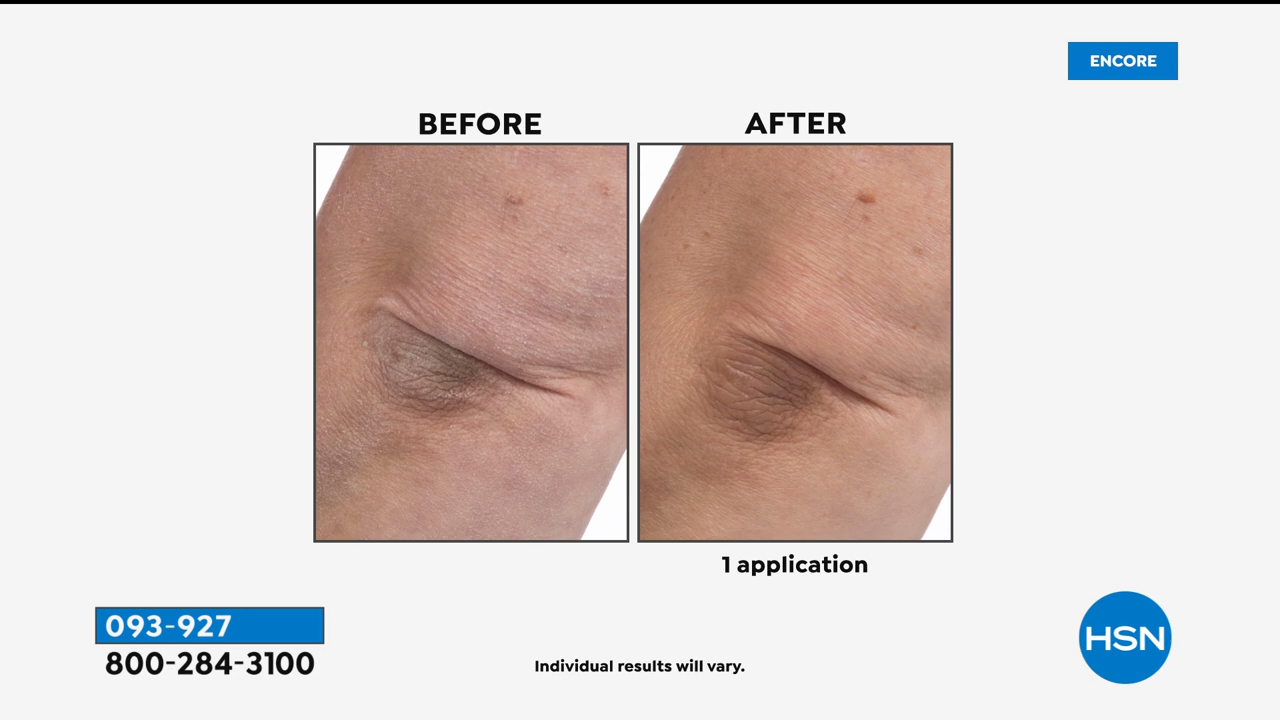 ENCORE
BEFORE
AFTER
1 application
093-927
800-284-3100
Individual results will vary.
HSN